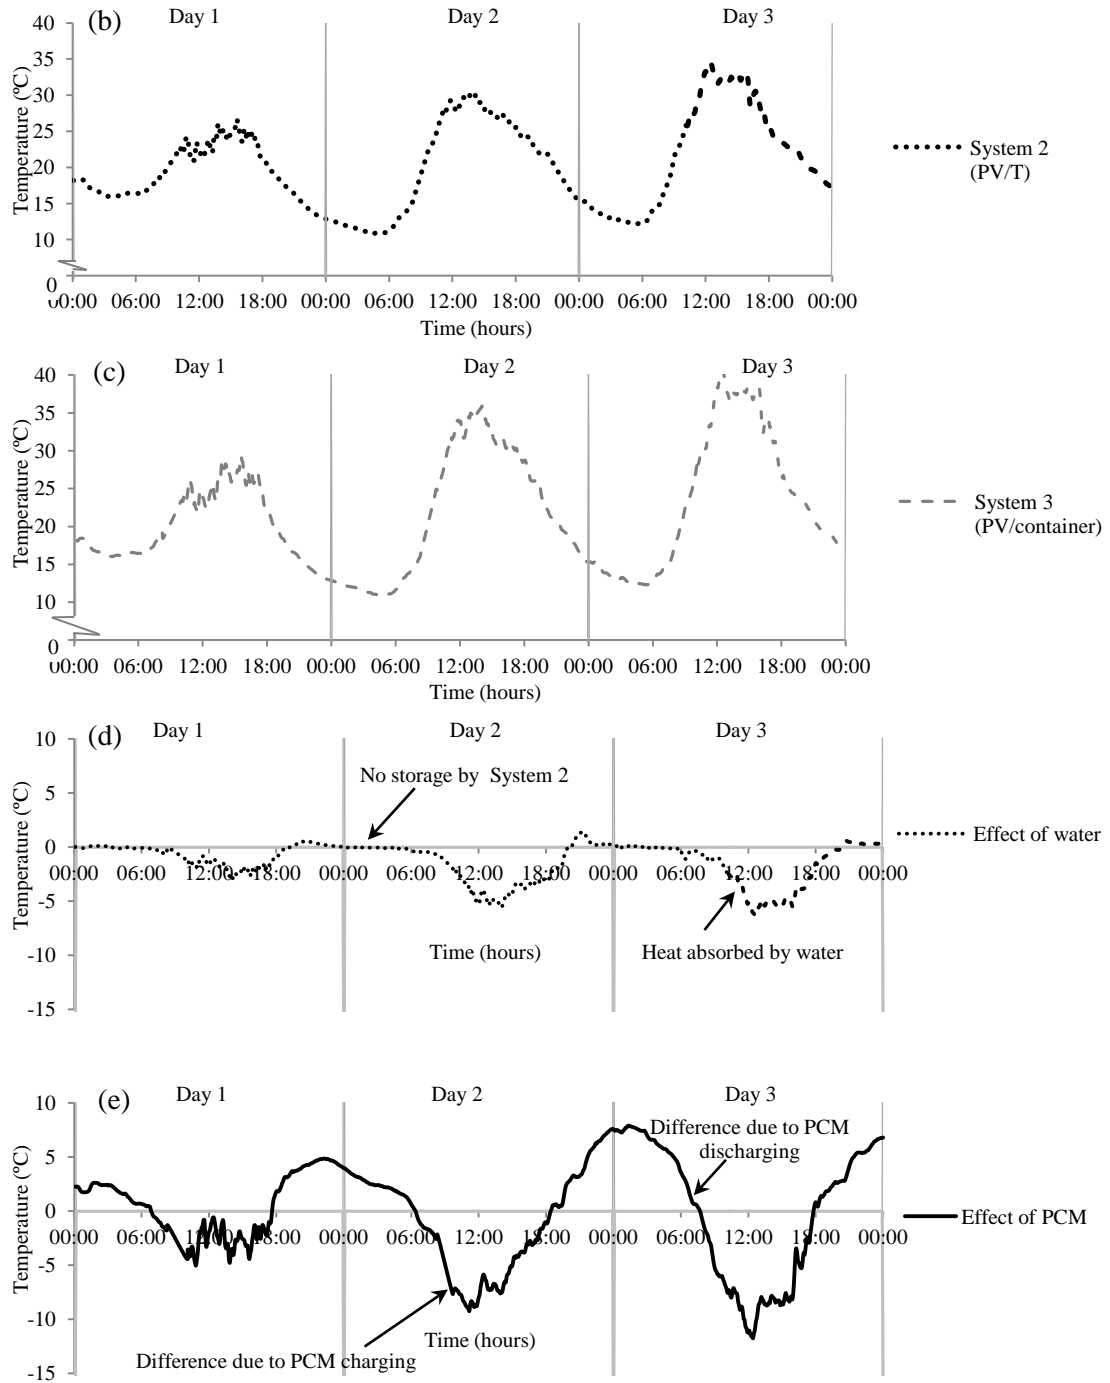 (b)
Day 1
Day 2
Day 3
40
35
30
25
20
15
10
0
Temperature (ºC)
00:00 06:00 12:00 18:00 00:00 06:00 12:00 18:00 00:00 06:00 12:00 18:00 00:00
Time (hours)
System 2
(PV/T)
(c)
Day 1
Day 2
Day 3
40
35
30
25
20
15
10
0
Temperature (ºC)
00:00 06:00 12:00 18:00 00:00 06:00 12:00 18:00 00:00 06:00 12:00 18:00 00:00
Time (hours)
System 3
(PV/container)
(d)
Day 1
Day 2
Day 3
10
5
0
-5
-10
-15
Temperature (ºC)
No storage by System 2
00:00 06:00 12:00 18:00 00:00 06:00 12:00 18:00 00:00 06:00 12:00 18:00 00:00
Time (hours)
Heat absorbed by water
Effect of water
(e)
Day 1
Day 2
Day 3
10
5
0
-5
-10
-15
Temperature (ºC)
Difference due to PCM
discharging
00:00 06:00 12:00 18:00 00:00 06:00 12:00 18:00 00:00 06:00 12:00 18:00 00:00
Time (hours)
Difference due to PCM charging
Effect of PCM